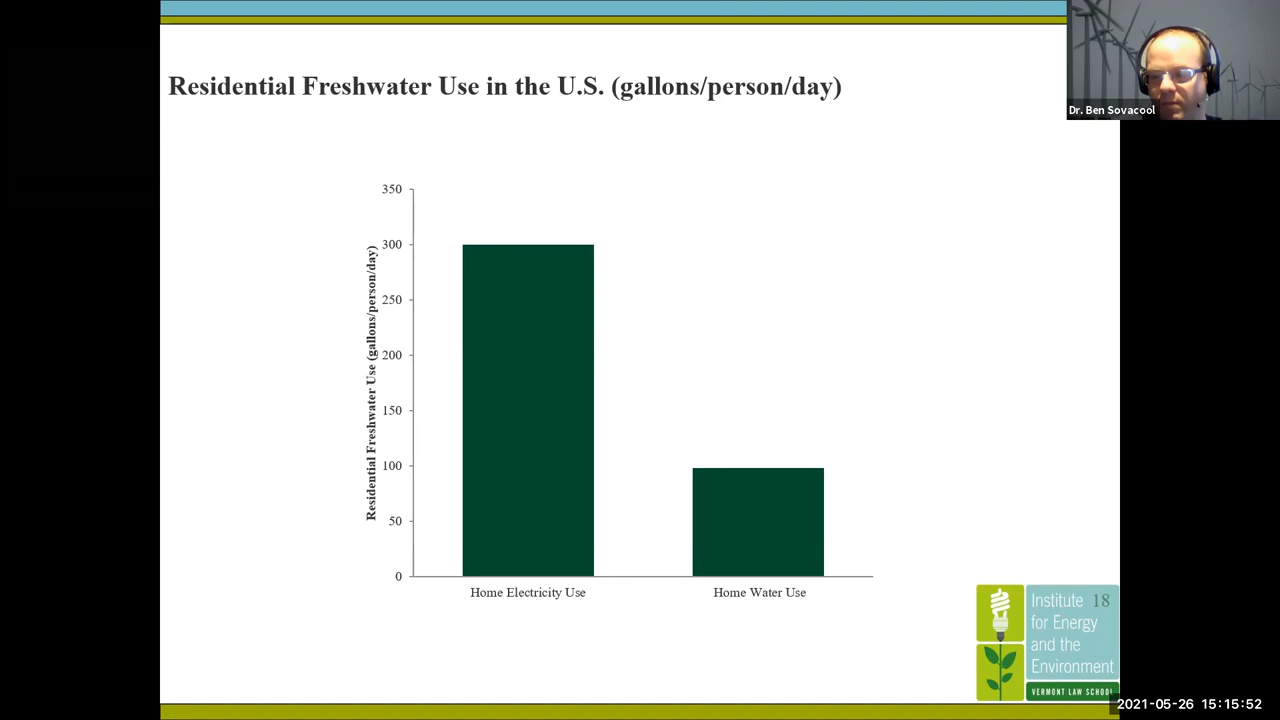 Residential Freshwater Use in the U.S. (gallons/person/day)
Dr. Ben Sovacool
Residential Freshwater Use (gallons/person/day)
350
300
250
200
150
100
50
0
Home Electricity Use
Home Water Use
Institute 18
for Energy
and the
Environment
VERMONT LAW SCHOOL
2021-05-26 15:15:52